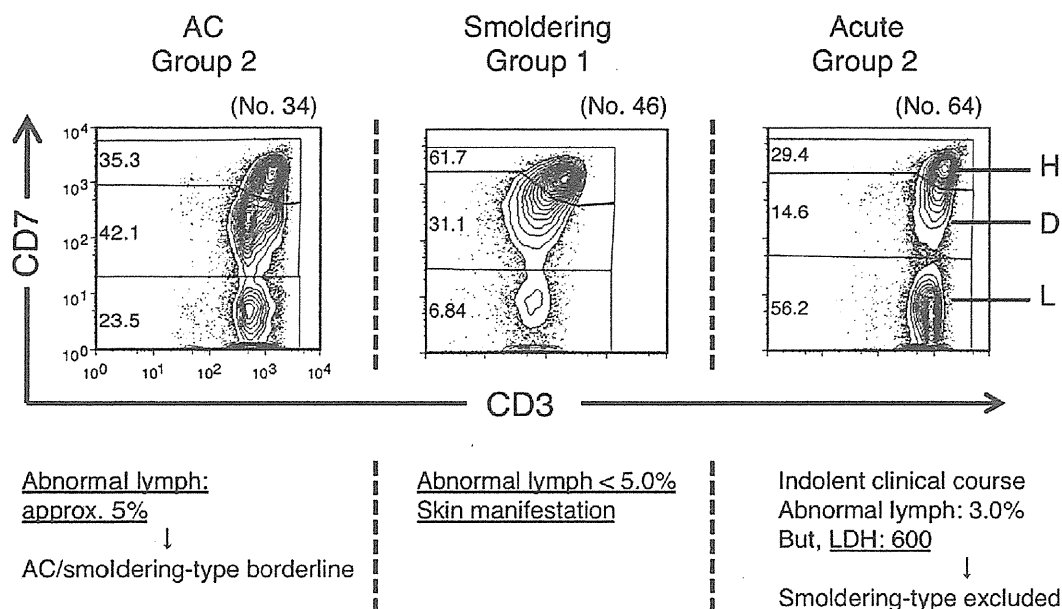 AC
Group 2
(No. 34)
Smoldering
Group 1
(No. 46)
Acute
Group 2
(No. 64)
CD7
10⁴
10³
10²
10¹
10⁰
35.3
42.1
23.5
10⁰ 10¹ 10² 10³ 10⁴
61.7
31.1
6.84
29.4
14.6
56.2
H
D
L
CD3
Abnormal lymph:
approx. 5%
↓
AC/smoldering-type borderline
Abnormal lymph < 5.0%
Skin manifestation
Indolent clinical course
Abnormal lymph: 3.0%
But, LDH: 600
↓
Smoldering-type excluded